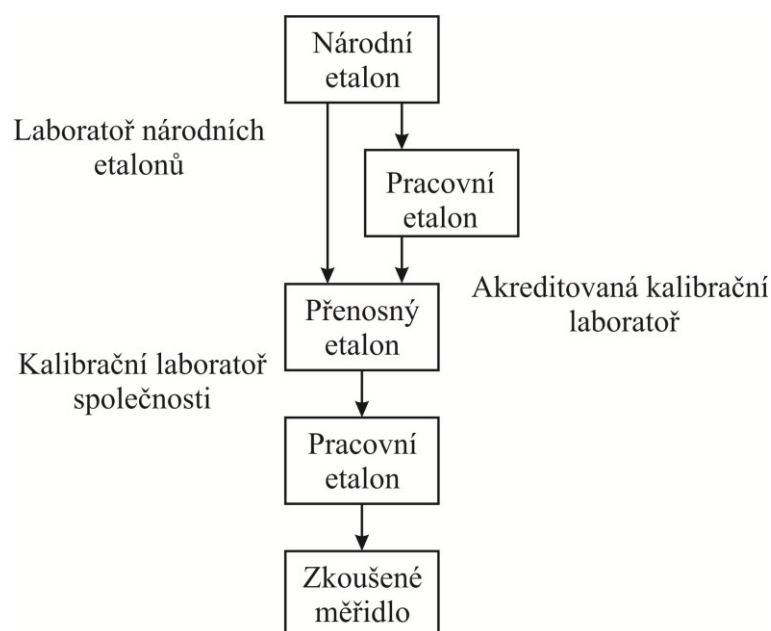 Národní
etalon
Laboratoř národních
etalonů
Pracovní
etalon
Akreditovaná kalibrační
laboratoř
Přenosný
etalon
Kalibrační laboratoř
společnosti
Pracovní
etalon
Zkoušené
měřidlo